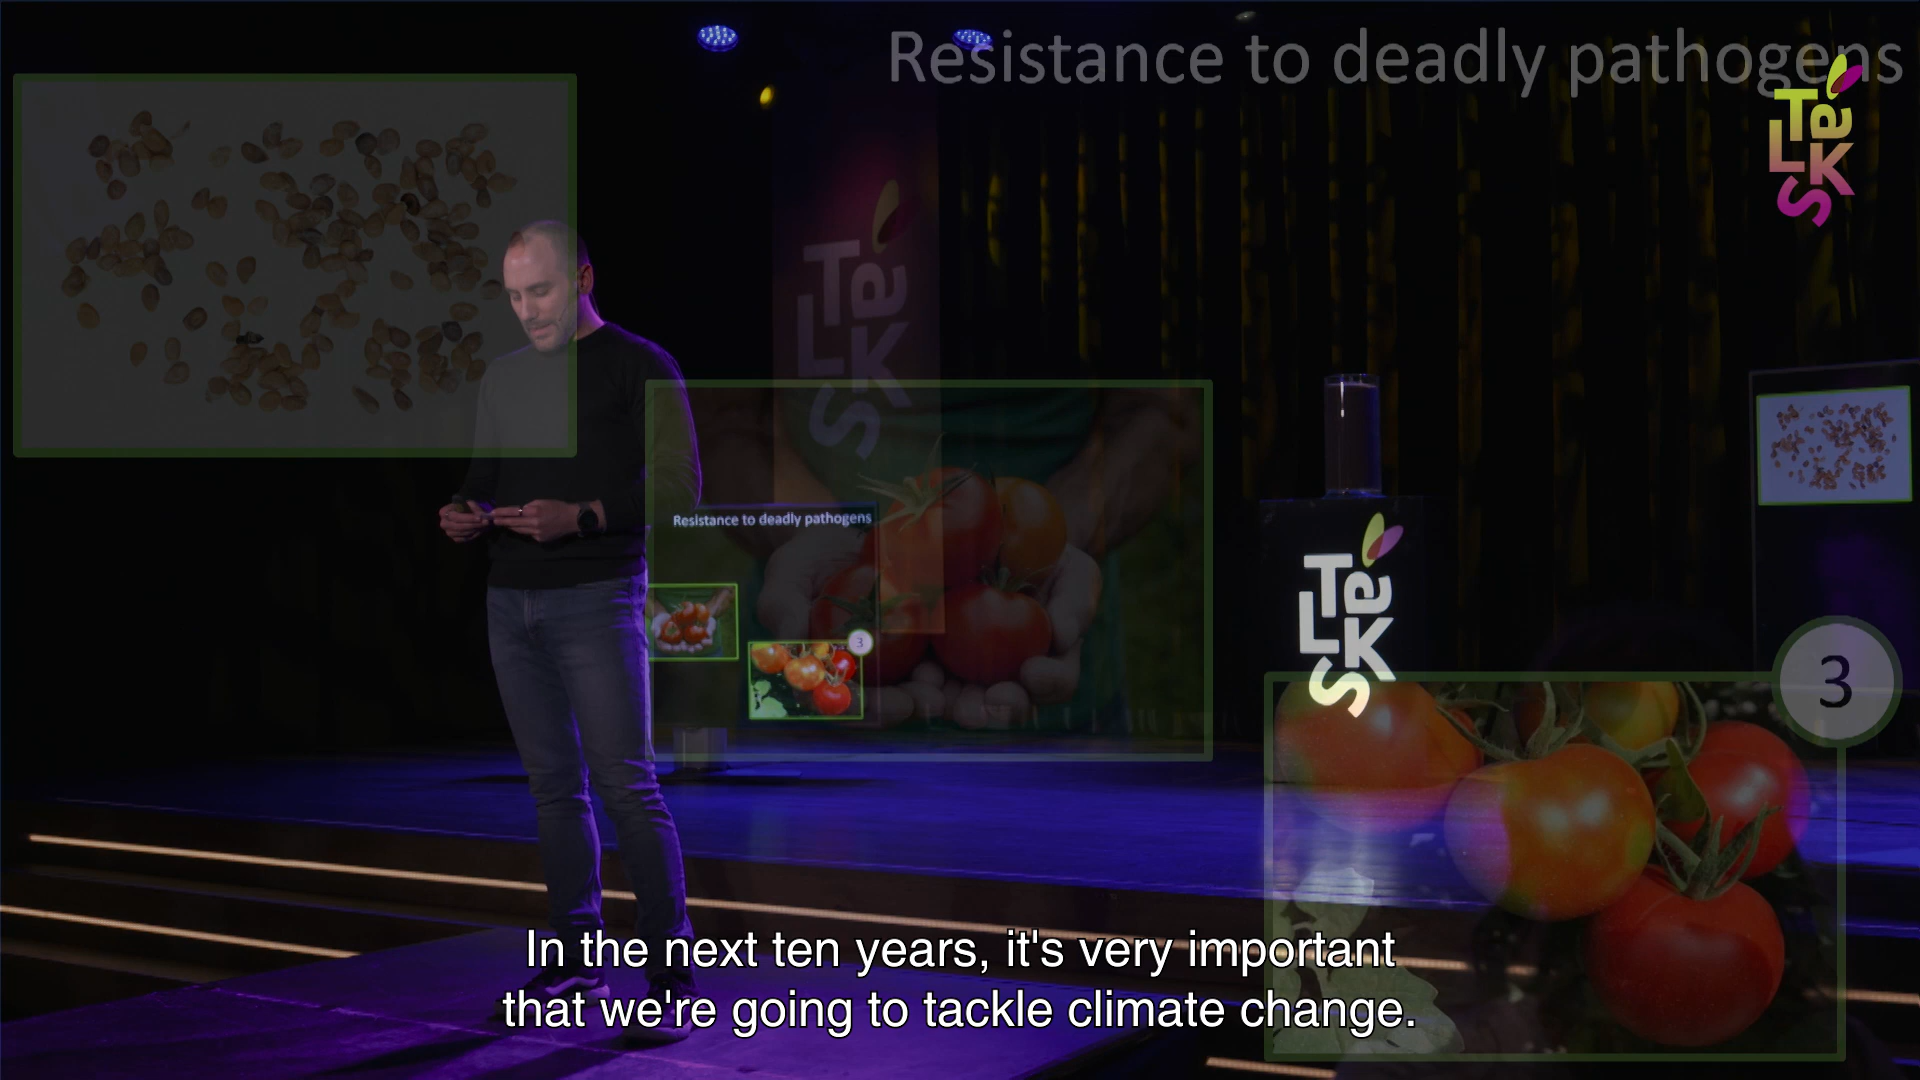 Resistance to deadly pathogens
TaLKS
TaLKS
Resistance to deadly pathogens
3
TaLKS
3
In the next ten years, it's very important
that we're going to tackle climate change.